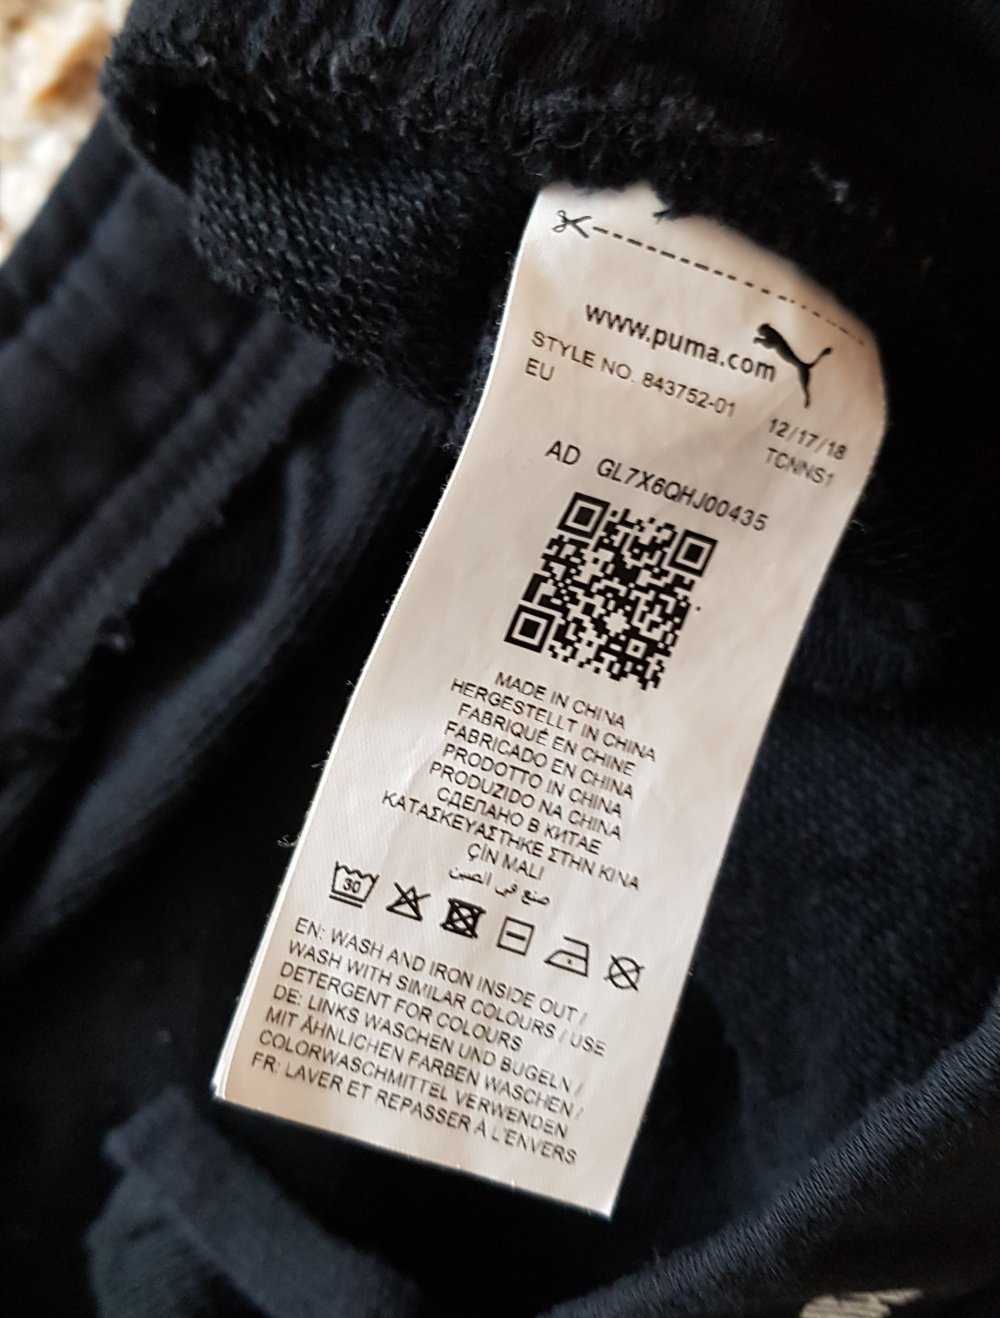 www.puma.com
STYLE NO. 843752-01
EU
12/17/18
TCNNS1
AD GL7X6QHJ00435
MADE IN CHINA
HERGESTELLT IN CHINA
FABRIQUÉ EN CHINE
FABRICADO EN CHINA
PRODOTTO IN CHINA
PRODUZIDO NA CHINA
СДЕЛАНО В КИТАЕ
ΚΑΤΑΣΚΕΥΑΣΤΗΚΕ ΣΤΗΝ ΚΙΝΑ
ÇİN MALI
صنع في الصين
30
EN: WASH AND IRON INSIDE OUT /
WASH WITH SIMILAR COLOURS / USE
DETERGENT FOR COLOURS
DE: LINKS WASCHEN UND BUGELN /
MIT ÄHNLICHEN FARBEN WASCHEN /
COLORWASCHMITTEL VERWENDEN
FR: LAVER ET REPASSER À L'ENVERS